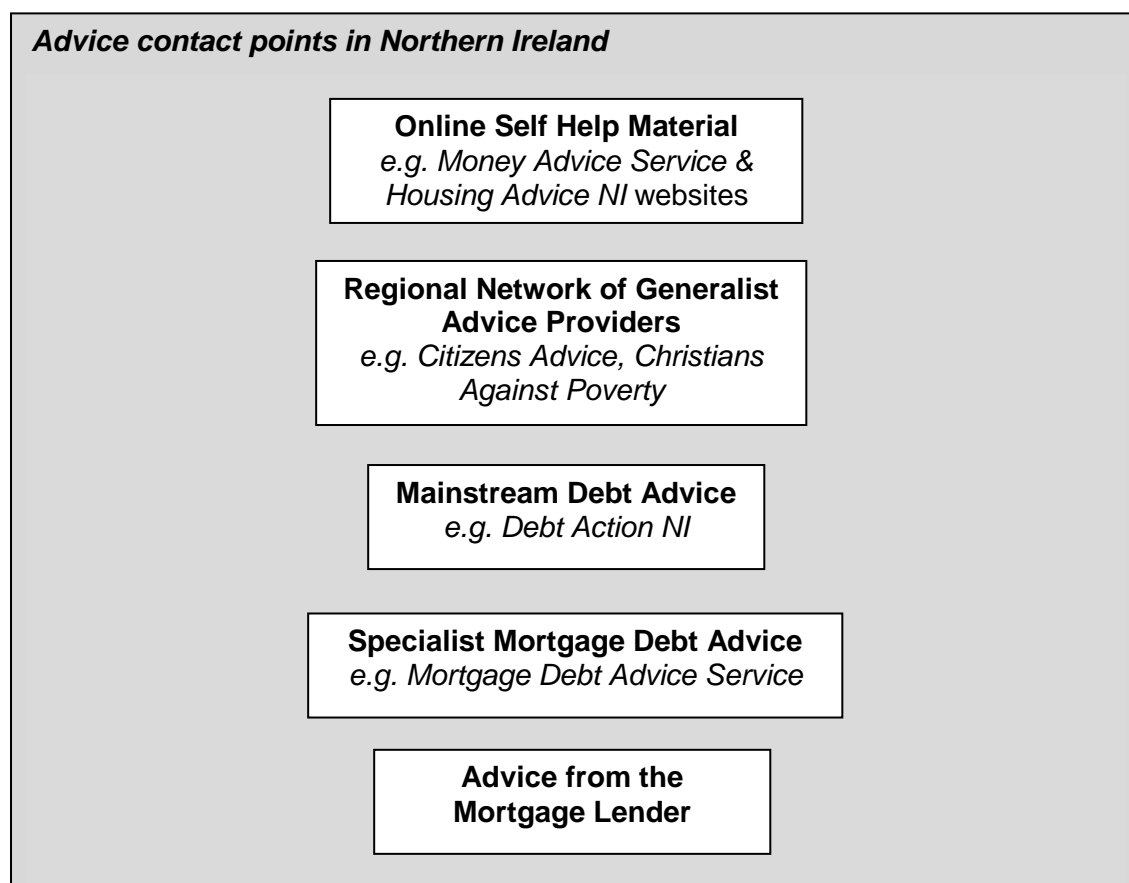 Advice contact points in Northern Ireland
Online Self Help Material
e.g. Money Advice Service &
Housing Advice NI websites
Regional Network of Generalist
Advice Providers
e.g. Citizens Advice, Christians
Against Poverty
Mainstream Debt Advice
e.g. Debt Action NI
Specialist Mortgage Debt Advice
e.g. Mortgage Debt Advice Service
Advice from the
Mortgage Lender